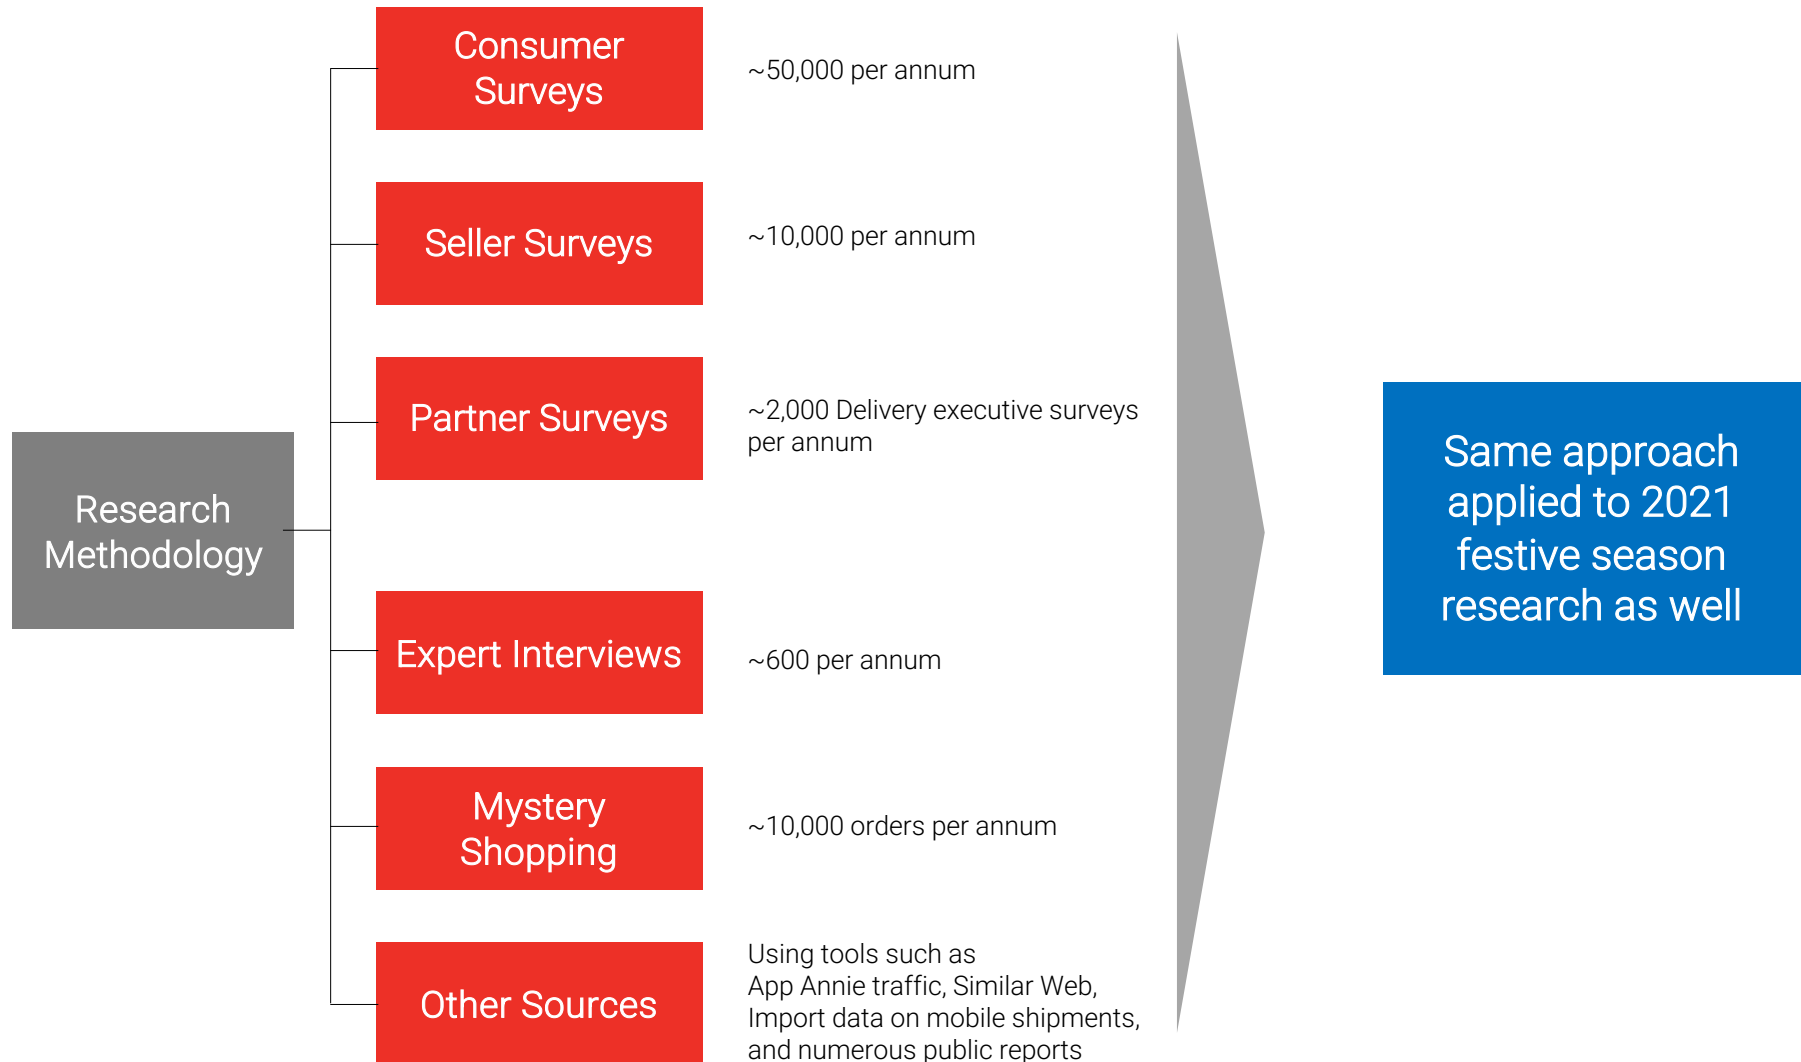 Research
Methodology
Consumer
Surveys
~50,000 per annum
Seller Surveys
~10,000 per annum
Partner Surveys
~2,000 Delivery executive surveys
per annum
Expert Interviews
~600 per annum
Mystery
Shopping
~10,000 orders per annum
Other Sources
Using tools such as
App Annie traffic, Similar Web,
Import data on mobile shipments,
and numerous public reports
Same approach
applied to 2021
festive season
research as well